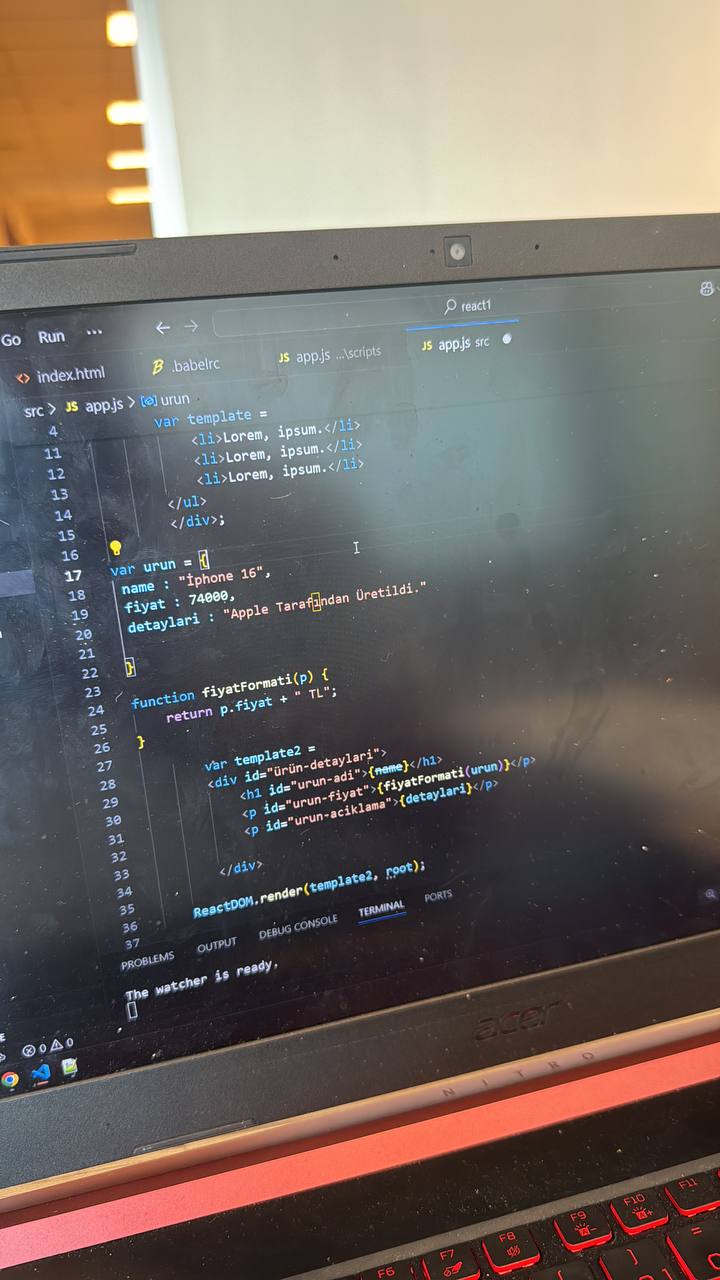 Go Run ... ← → react1
index.html .babelrc JS app.js ...\scripts JS app.js src
src > JS app.js > urun
4 var template =
11 <li>Lorem, ipsum.</li>
12 <li>Lorem, ipsum.</li>
13 <li>Lorem, ipsum.</li>
14 </ul>
15 </div>;
16
17 var urun = {
18 name : "İphone 16",
19 fiyat : 74000,
20 detaylari : "Apple Tarafından Üretildi."
21
22 }
23
24 function fiyatFormati(p) {
25 return p.fiyat + " TL";
26 }
27
28 var template2 =
29 <div id="ürün-detaylari">
30 <h1 id="urun-adi">{name}</h1>
31 <p id="urun-fiyat">{fiyatFormati(urun)}</p>
32 <p id="urun-aciklama">{detaylari}</p>
33
34 </div>
35
36 ReactDOM.render(template2, root);
37
PROBLEMS OUTPUT DEBUG CONSOLE TERMINAL PORTS
The watcher is ready.
0 0
acer
NITRO
F6 F7 F8 F9 F10 F11
) =